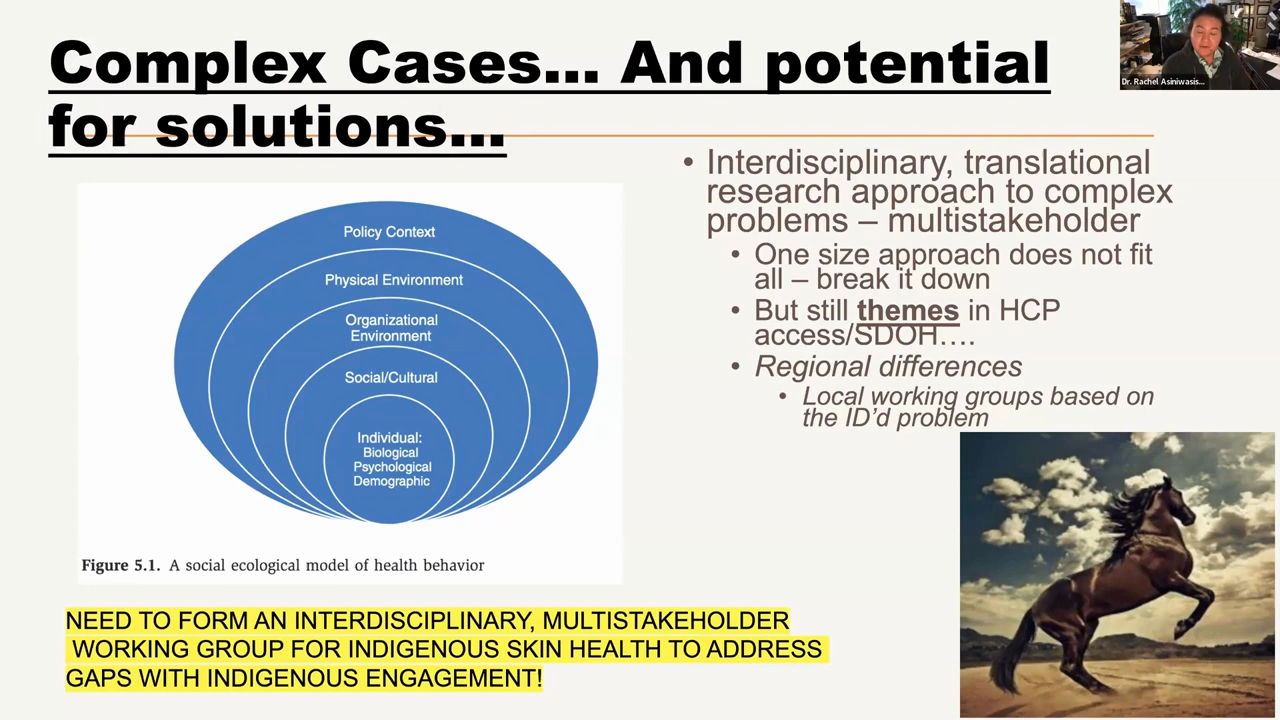 Complex Cases... And potential
for solutions...
Dr. Rachel Asiniwasis...
Policy Context
Physical Environment
Organizational
Environment
Social/Cultural
Individual:
Biological
Psychological
Demographic
Figure 5.1. A social ecological model of health behavior
• Interdisciplinary, translational
research approach to complex
problems – multistakeholder
• One size approach does not fit
all – break it down
• But still themes in HCP
access/SDOH….
• Regional differences
• Local working groups based on
the ID’d problem
NEED TO FORM AN INTERDISCIPLINARY, MULTISTAKEHOLDER
WORKING GROUP FOR INDIGENOUS SKIN HEALTH TO ADDRESS
GAPS WITH INDIGENOUS ENGAGEMENT!